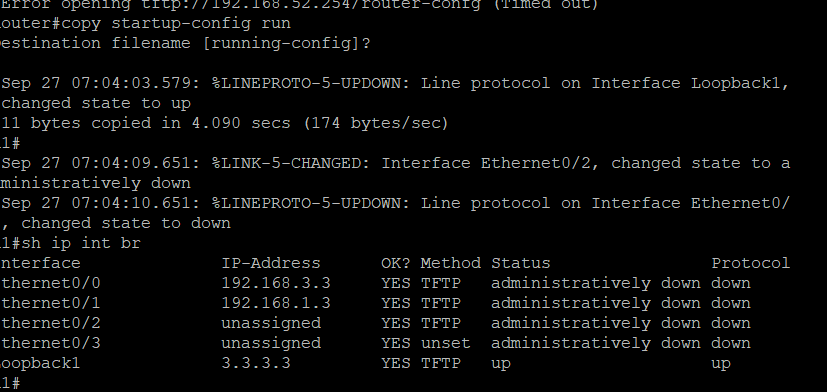 Error opening tftp://192.168.52.254/router-confg (Timed out)
outer#copy startup-config run
estination filename [running-config]?
Sep 27 07:04:03.579: %LINEPROTO-5-UPDOWN: Line protocol on Interface Loopback1,
changed state to up
11 bytes copied in 4.090 secs (174 bytes/sec)
1#
Sep 27 07:04:09.651: %LINK-5-CHANGED: Interface Ethernet0/2, changed state to a
ministratively down
Sep 27 07:04:10.651: %LINEPROTO-5-UPDOWN: Line protocol on Interface Ethernet0/
, changed state to down
1#sh ip int br
nterface IP-Address OK? Method Status Protocol
thernet0/0 192.168.3.3 YES TFTP administratively down down
thernet0/1 192.168.1.3 YES TFTP administratively down down
thernet0/2 unassigned YES TFTP administratively down down
thernet0/3 unassigned YES unset administratively down down
oopback1 3.3.3.3 YES TFTP up up
1#